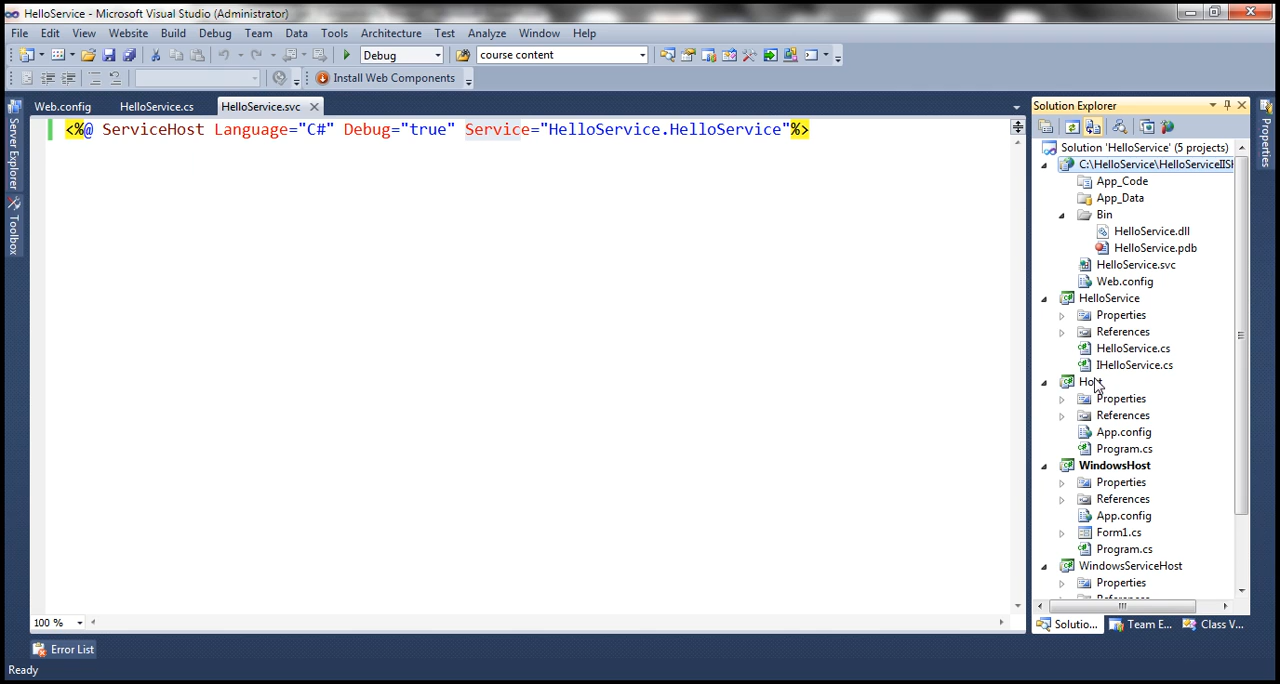 HelloService - Microsoft Visual Studio (Administrator)
File Edit View Website Build Debug Team Data Tools Architecture Test Analyze Window Help
Debug course content
Install Web Components
Web.config HelloService.cs HelloService.svc
<%@ ServiceHost Language="C#" Debug="true" Service="HelloService.HelloService"%>
Server Explorer
Toolbox
100 %
Error List
Ready
Solution Explorer
Solution 'HelloService' (5 projects)
C:\HelloService\HelloServiceIISH
App_Code
App_Data
Bin
HelloService.dll
HelloService.pdb
HelloService.svc
Web.config
HelloService
Properties
References
HelloService.cs
IHelloService.cs
Host
Properties
References
App.config
Program.cs
WindowsHost
Properties
References
App.config
Form1.cs
Program.cs
WindowsServiceHost
Properties
References
Solutio... Team E... Class V...
Properties